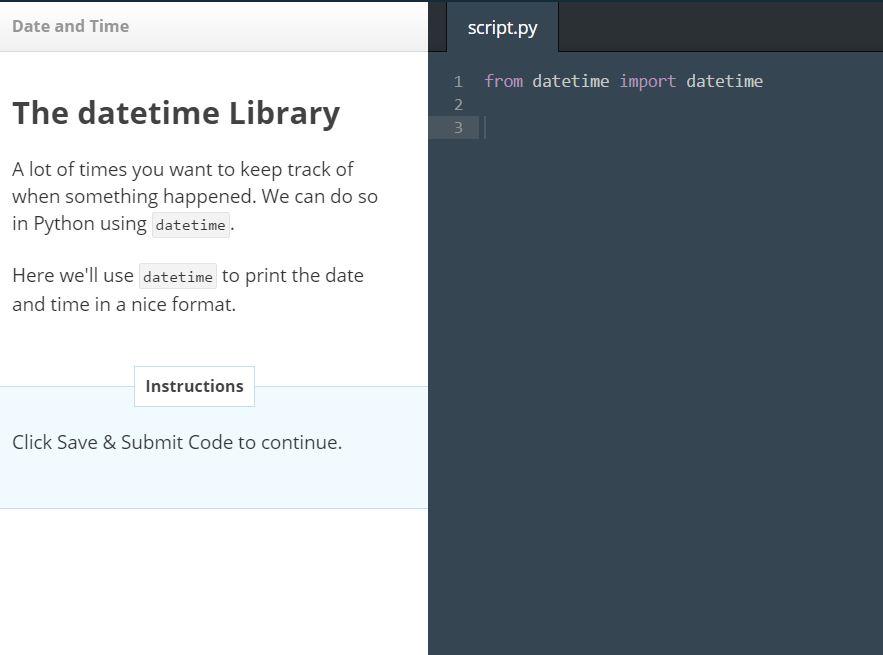 Date and Time
The datetime Library
A lot of times you want to keep track of
when something happened. We can do so
in Python using datetime.
Here we'll use datetime to print the date
and time in a nice format.
Instructions
Click Save & Submit Code to continue.
script.py
1 from datetime import datetime
2
3